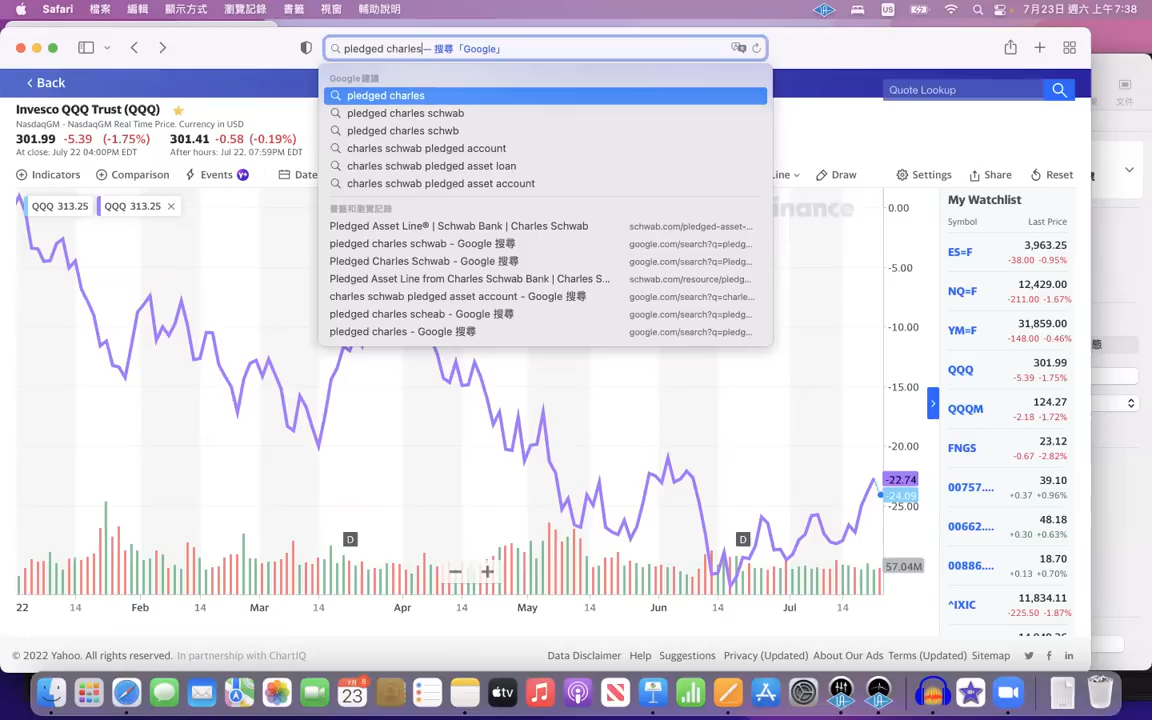 Safari 檔案 編輯 顯示方式 瀏覽記錄 書籤 視窗 輔助說明 US 7月23日 週六 上午7:38
pledged charles — 搜尋「Google」
Google 建議
pledged charles
pledged charles schwab
pledged charles schwb
charles schwab pledged account
charles schwab pledged asset loan
charles schwab pledged asset account
書籤和瀏覽記錄
Pledged Asset Line® | Schwab Bank | Charles Schwab schwab.com/pledged-asset-...
pledged charles schwab - Google 搜尋 google.com/search?q=pledg...
Pledged Charles Schwab - Google 搜尋 google.com/search?q=Pledg...
Pledged Asset Line from Charles Schwab Bank | Charles S... schwab.com/resource/pledg...
charles schwab pledged asset account - Google 搜尋 google.com/search?q=charle...
pledged charles scheab - Google 搜尋 google.com/search?q=pledg...
pledged charles - Google 搜尋 google.com/search?q=pledg...
Back
Quote Lookup
Invesco QQQ Trust (QQQ)
NasdaqGM - NasdaqGM Real Time Price. Currency in USD
301.99 -5.39 (-1.75%) 301.41 -0.58 (-0.19%)
At close: July 22 04:00PM EDT After hours: Jul 22, 07:59PM EDT
Indicators Comparison Events Y+ Date Line Draw Settings Share Reset
QQQ 313.25 QQQ 313.25
inance
0.00
-5.00
-10.00
-15.00
-20.00
-22.74
-24.09
-25.00
57.04M
D D
22 14 Feb 14 Mar 14 Apr 14 May 14 Jun 14 Jul 14
My Watchlist
Symbol Last Price
ES=F 3,963.25
-38.00 -0.95%
NQ=F 12,429.00
-211.00 -1.67%
YM=F 31,859.00
-148.00 -0.46%
QQQ 301.99
-5.39 -1.75%
QQQM 124.27
-2.18 -1.72%
FNGS 23.12
-0.67 -2.82%
00757.... 39.10
+0.37 +0.96%
00662.... 48.18
+0.30 +0.63%
00886.... 18.70
+0.13 +0.70%
^IXIC 11,834.11
-225.50 -1.87%
文件
態
© 2022 Yahoo. All rights reserved. In partnership with ChartIQ
Data Disclaimer Help Suggestions Privacy (Updated) About Our Ads Terms (Updated) Sitemap
7月 8
23
tv